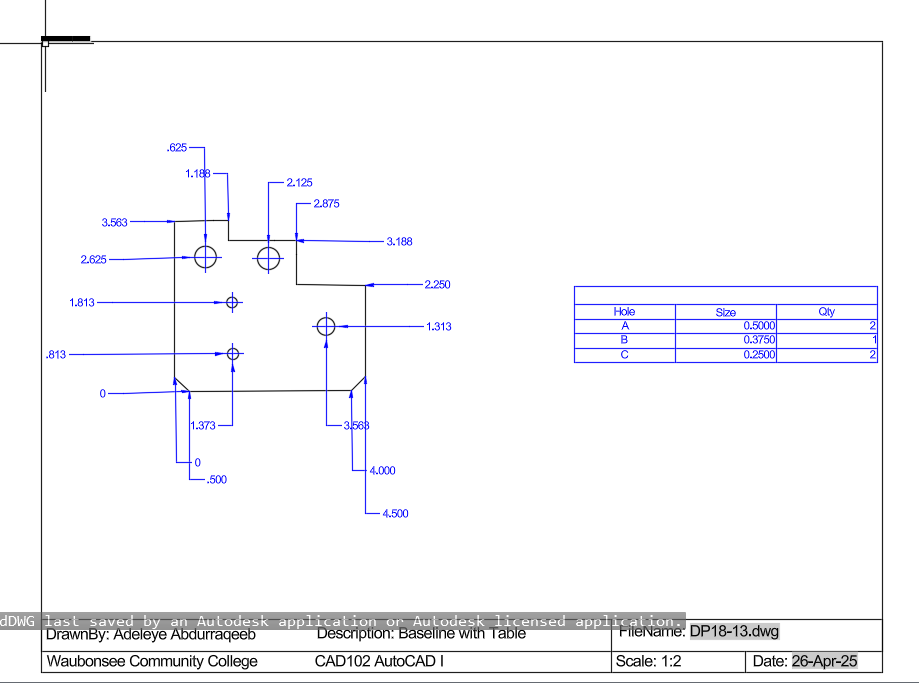 .625
1.188
2.125
2.875
3.563
3.188
2.625
2.250
1.813
1.313
.813
0
1.373
3.563
0
.500
4.000
4.500
Hole Size Qty
A 0.5000 2
B 0.3750 1
C 0.2500 2
dDWG last saved by an Autodesk application or Autodesk licensed application.
DrawnBy: Adeleye Abdurraqeeb Description: Baseline with Table FileName: DP18-13.dwg
Waubonsee Community College CAD102 AutoCAD I Scale: 1:2 Date: 26-Apr-25